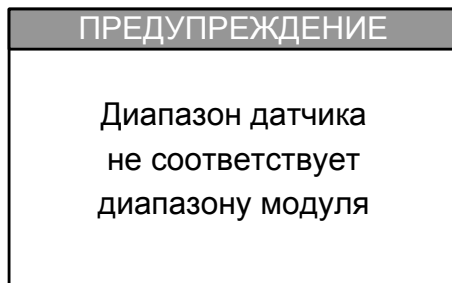 ПРЕДУПРЕЖДЕНИЕ
Диапазон датчика
не соответствует
диапазону модуля